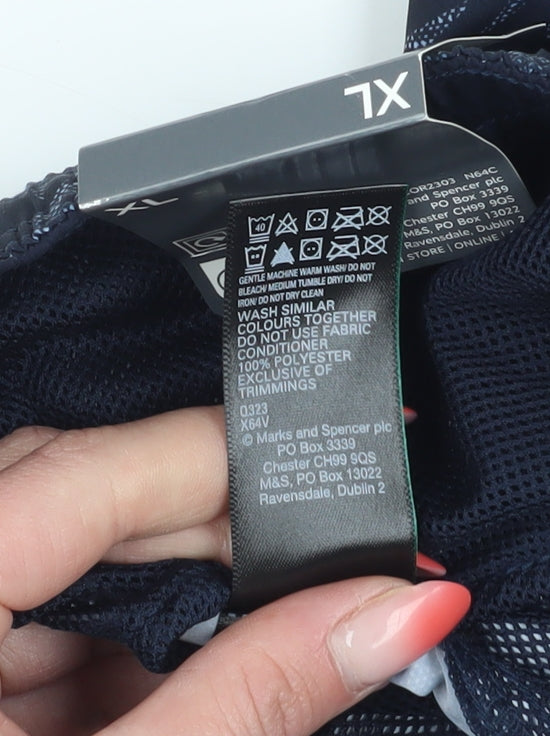 XL
XL
OR2303 N64C
and Spencer plc
PO Box 3339
Chester CH99 9QS
M&S, PO Box 13022
Ravensdale, Dublin 2
STORE | ONLINE |
40
GENTLE MACHINE WARM WASH/ DO NOT
BLEACH/ MEDIUM TUMBLE DRY/ DO NOT
IRON/ DO NOT DRY CLEAN
WASH SIMILAR
COLOURS TOGETHER
DO NOT USE FABRIC
CONDITIONER
100% POLYESTER
EXCLUSIVE OF
TRIMMINGS
Q323
X64V
© Marks and Spencer plc
PO Box 3339
Chester CH99 9QS
M&S, PO Box 13022
Ravensdale, Dublin 2